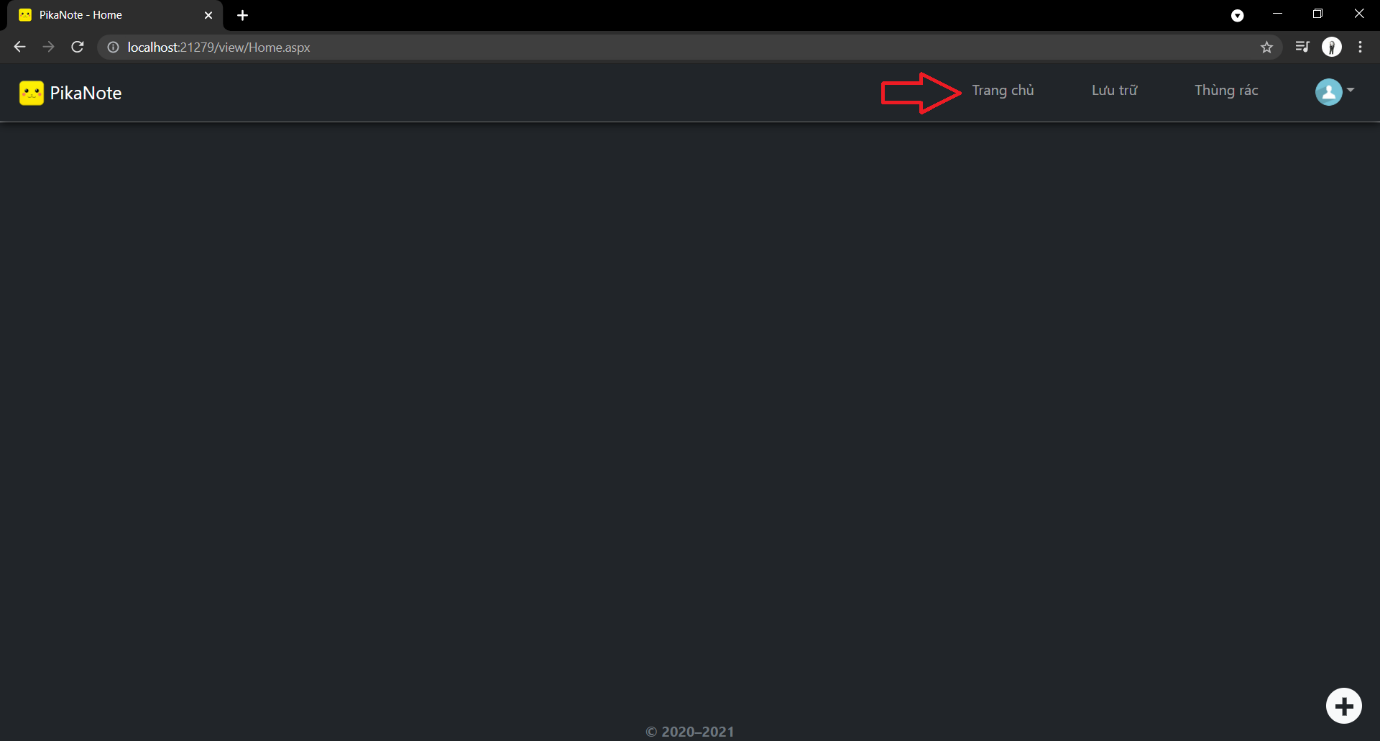 PikaNote - Home
localhost:21279/view/Home.aspx
PikaNote
Trang chủ
Lưu trữ
Thùng rác
© 2020–2021